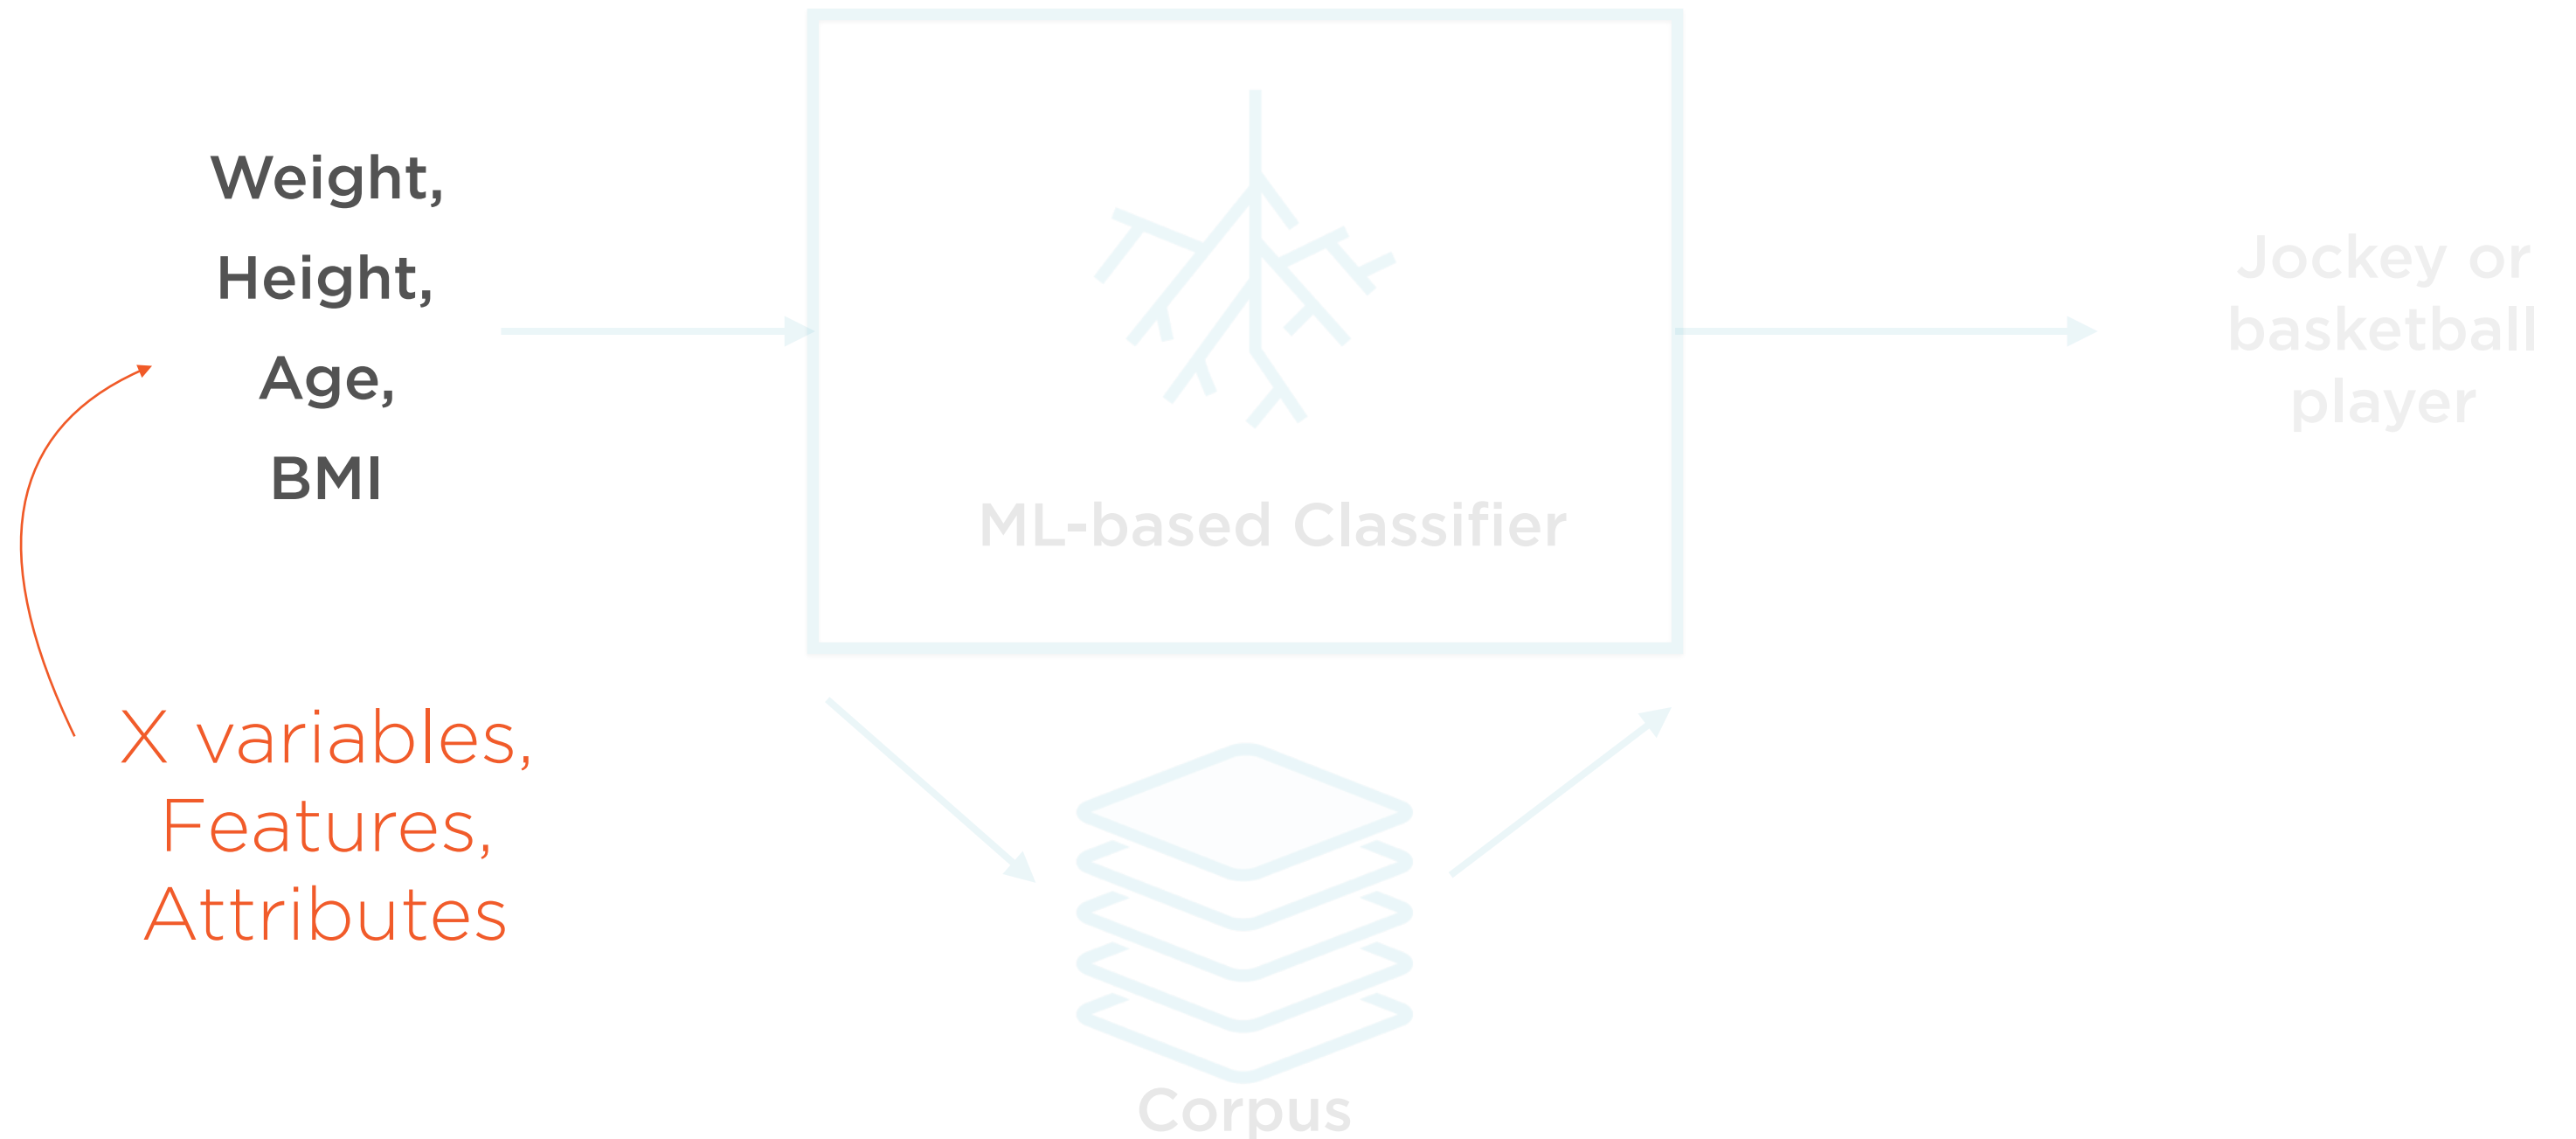 Weight,
Height,
Age,
BMI
X variables,
Features,
Attributes
ML-based Classifier
Corpus
Jockey or
basketball
player